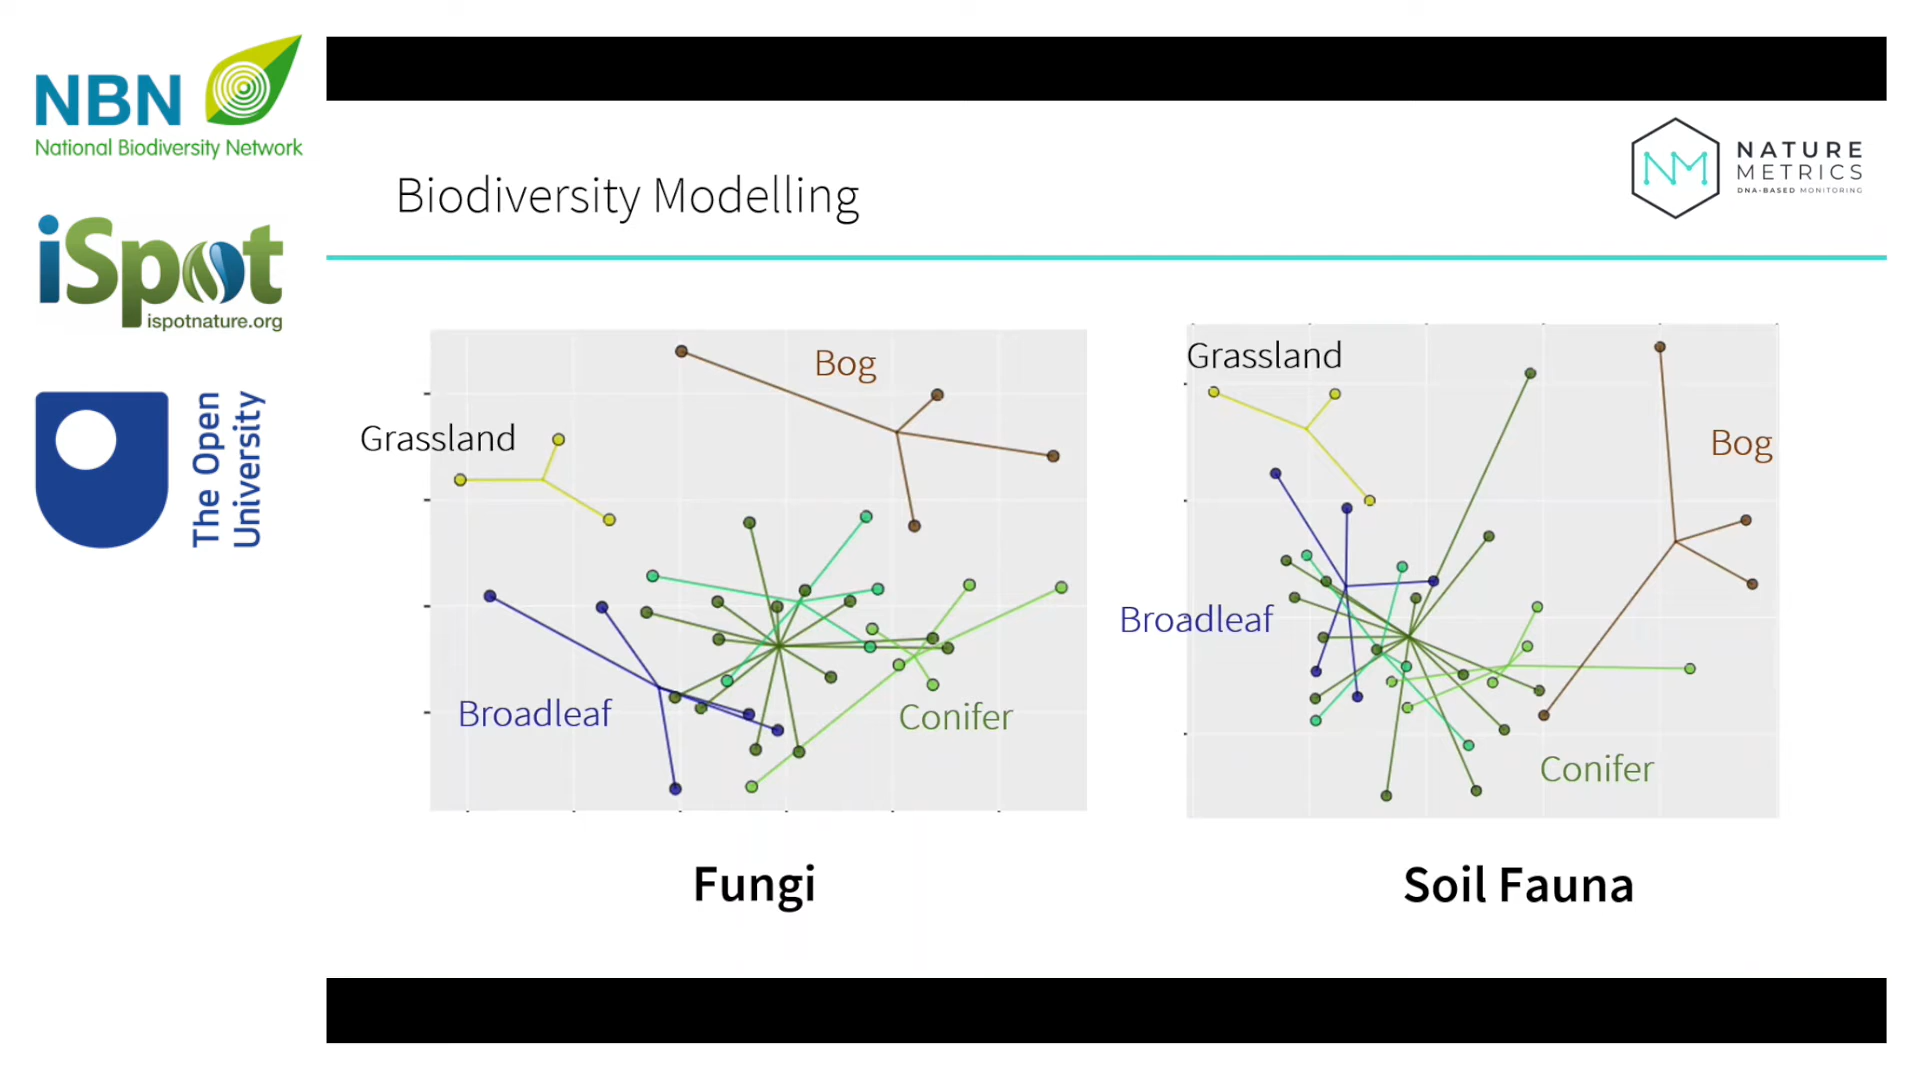 NBN
National Biodiversity Network
iSpot
ispotnature.org
The Open
University
Biodiversity Modelling
NM
NATURE
METRICS
DNA-BASED MONITORING
Bog
Grassland
Broadleaf
Conifer
Fungi
Grassland
Bog
Broadleaf
Conifer
Soil Fauna